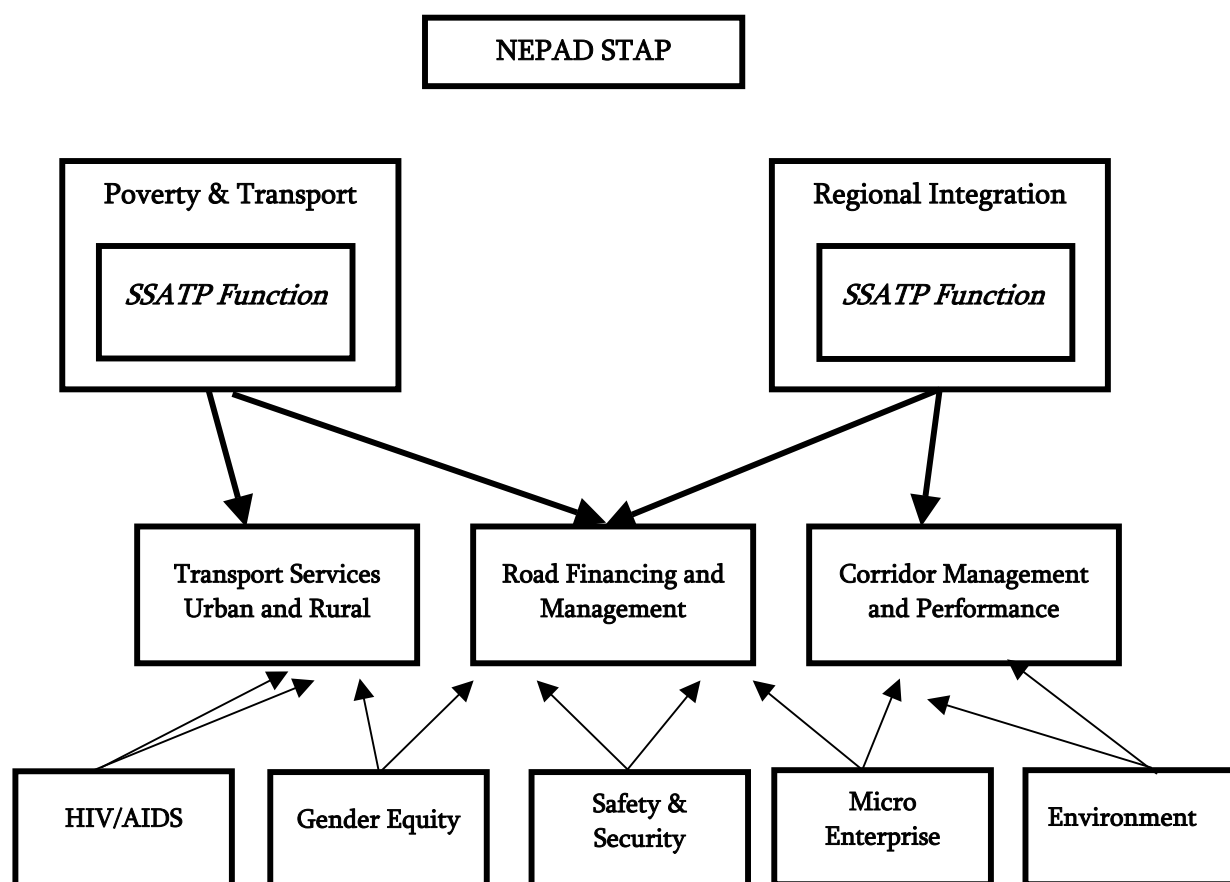 NEPAD STAP
Poverty & Transport
SSATP Function
Regional Integration
SSATP Function
Transport Services
Urban and Rural
Road Financing and
Management
Corridor Management
and Performance
HIV/AIDS
Gender Equity
Safety &
Security
Micro
Enterprise
Environment